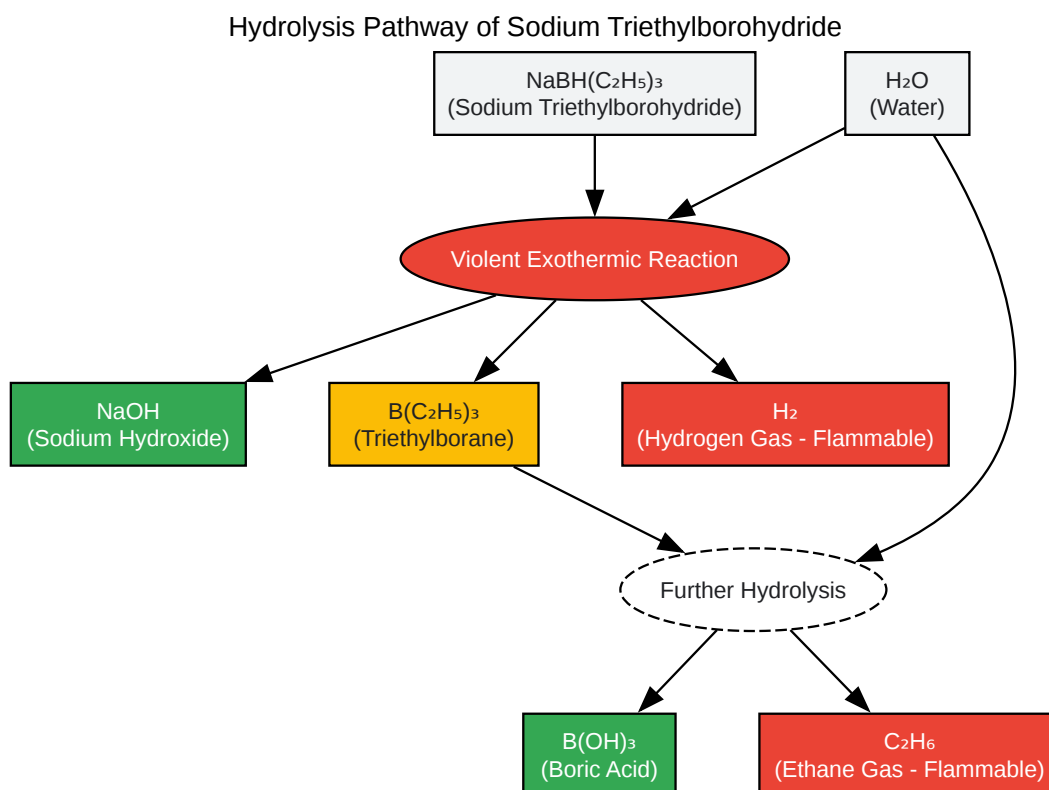 Hydrolysis Pathway of Sodium Triethylborohydride
NaBH(C₂H₅)₃
(Sodium Triethylborohydride)
H₂O
(Water)
Violent Exothermic Reaction
NaOH
(Sodium Hydroxide)
B(C₂H₅)₃
(Triethylborane)
H₂
(Hydrogen Gas - Flammable)
Further Hydrolysis
B(OH)₃
(Boric Acid)
C₂H₆
(Ethane Gas - Flammable)